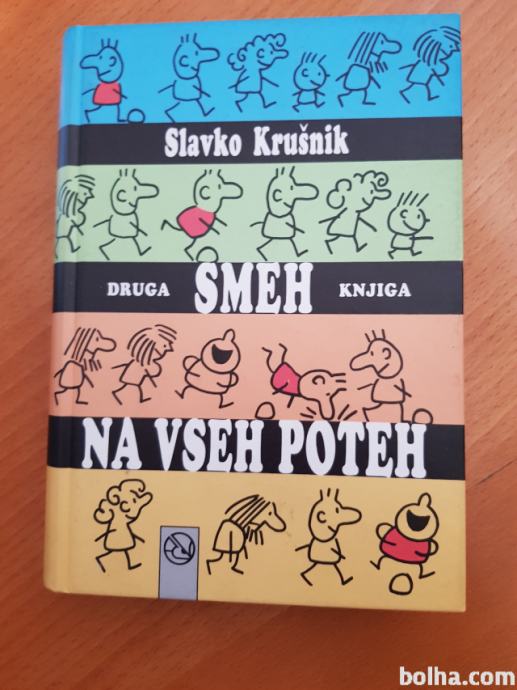 Slavko Krušnik
DRUGA SMEH KNJIGA
NA VSEH POTEH
bolha.com